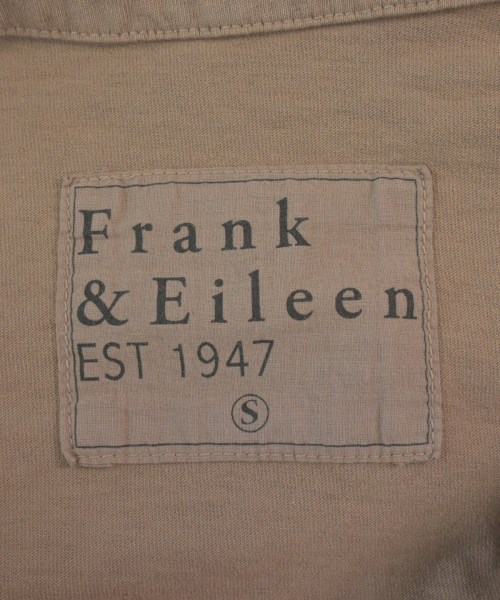 Frank
& Eileen
EST 1947
S